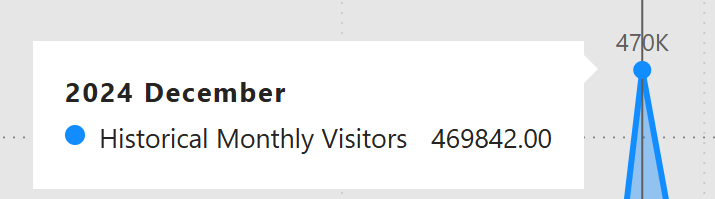 470K
2024 December
Historical Monthly Visitors 469842.00